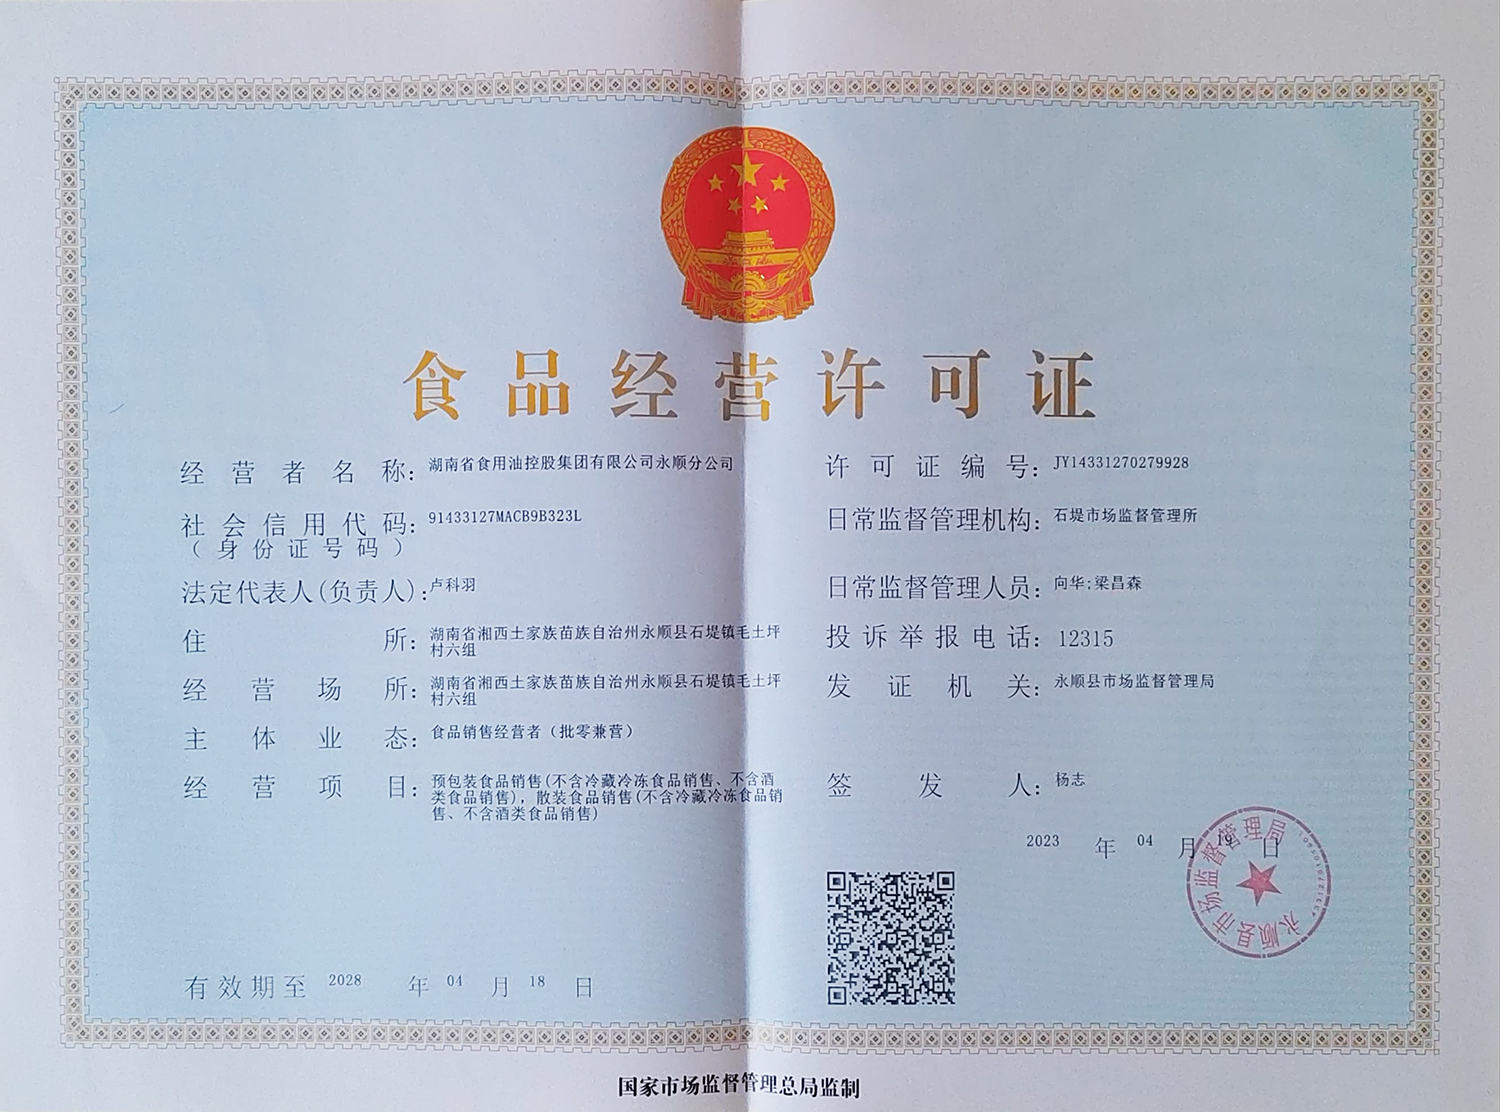 食品经营许可证
经营者名称：湖南省食用油控股集团有限公司永顺分公司
社会信用代码：91433127MACB9B323L
（身份证号码）
法定代表人(负责人)：卢科羽
住所：湖南省湘西土家族苗族自治州永顺县石堤镇毛土坪
村六组
经营场所：湖南省湘西土家族苗族自治州永顺县石堤镇毛土坪
村六组
主体业态：食品销售经营者（批零兼营）
经营项目：预包装食品销售(不含冷藏冷冻食品销售、不含酒
类食品销售)，散装食品销售(不含冷藏冷冻食品销
售、不含酒类食品销售)
有效期至 2028 年 04 月 18 日
许可证编号：JY14331270279928
日常监督管理机构：石堤市场监督管理所
日常监督管理人员：向华;梁昌森
投诉举报电话：12315
发证机关：永顺县市场监督管理局
签发人：杨志
2023 年 04 月 19 日
永顺县市场监督管理局
国家市场监督管理总局监制